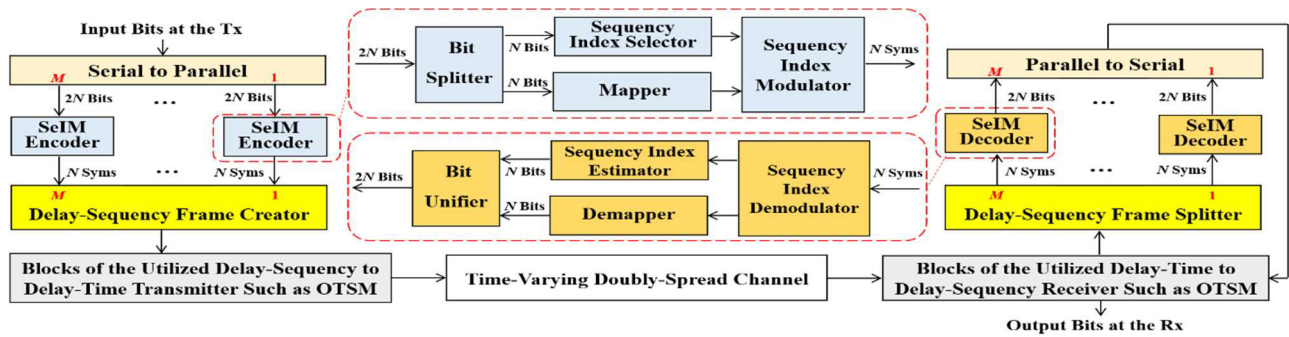 Input Bits at the Tx
Serial to Parallel
M
1
2N Bits
...
2N Bits
SeIM
Encoder
SeIM
Encoder
N Syms
...
N Syms
M
1
Delay-Sequency Frame Creator
Blocks of the Utilized Delay-Sequency to
Delay-Time Transmitter Such as OTSM
2N Bits
Bit
Splitter
N Bits
N Bits
Sequency
Index Selector
Mapper
Sequency
Index
Modulator
N Syms
2N Bits
Bit
Unifier
N Bits
N Bits
Sequency Index
Estimator
Demapper
Sequency
Index
Demodulator
N Syms
Time-Varying Doubly-Spread Channel
Parallel to Serial
M
1
2N Bits
...
2N Bits
SeIM
Decoder
SeIM
Decoder
N Syms
...
N Syms
M
1
Delay-Sequency Frame Splitter
Blocks of the Utilized Delay-Time to
Delay-Sequency Receiver Such as OTSM
Output Bits at the Rx